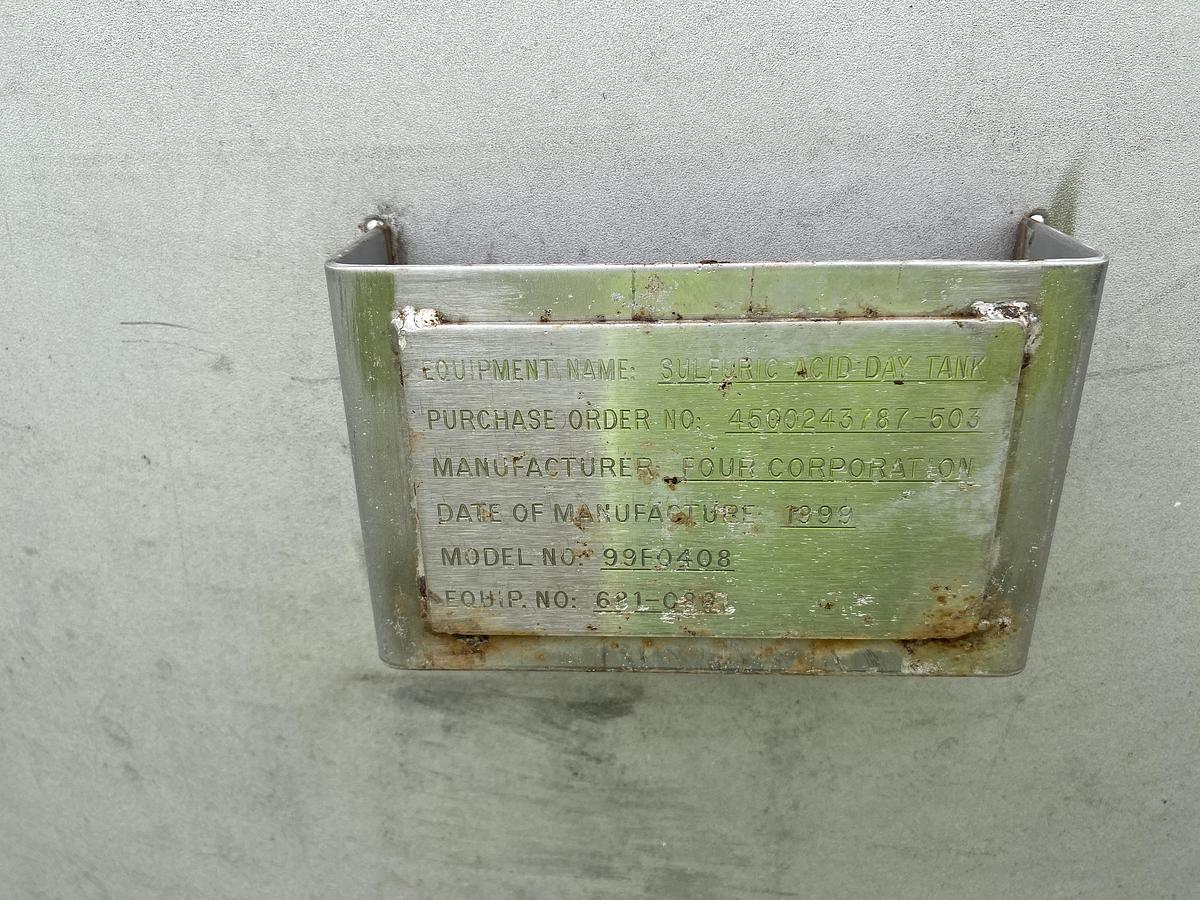 EQUIPMENT NAME: SULFURIC ACID DAY TANK
PURCHASE ORDER NO: 4500243787-503
MANUFACTURER: FOUR CORPORATION
DATE OF MANUFACTURE: 1999
MODEL NO: 99F0408
EQUIP. NO: